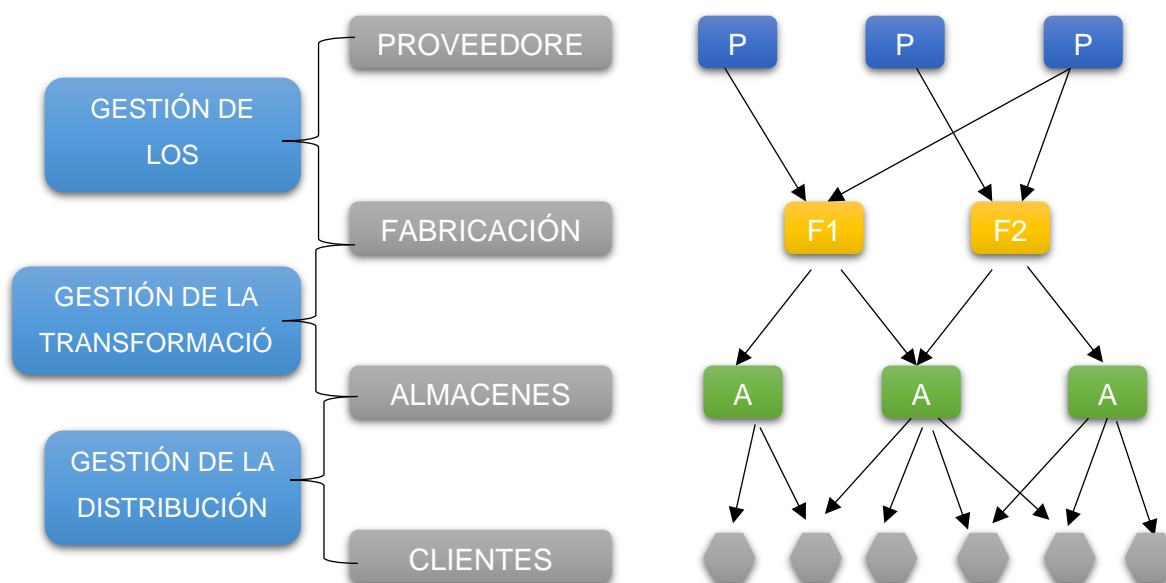 PROVEEDORE
P
P
P
GESTIÓN DE
LOS
FABRICACIÓN
F1
F2
GESTIÓN DE LA
TRANSFORMACIÓ
ALMACENES
A
A
A
GESTIÓN DE LA
DISTRIBUCIÓN
CLIENTES